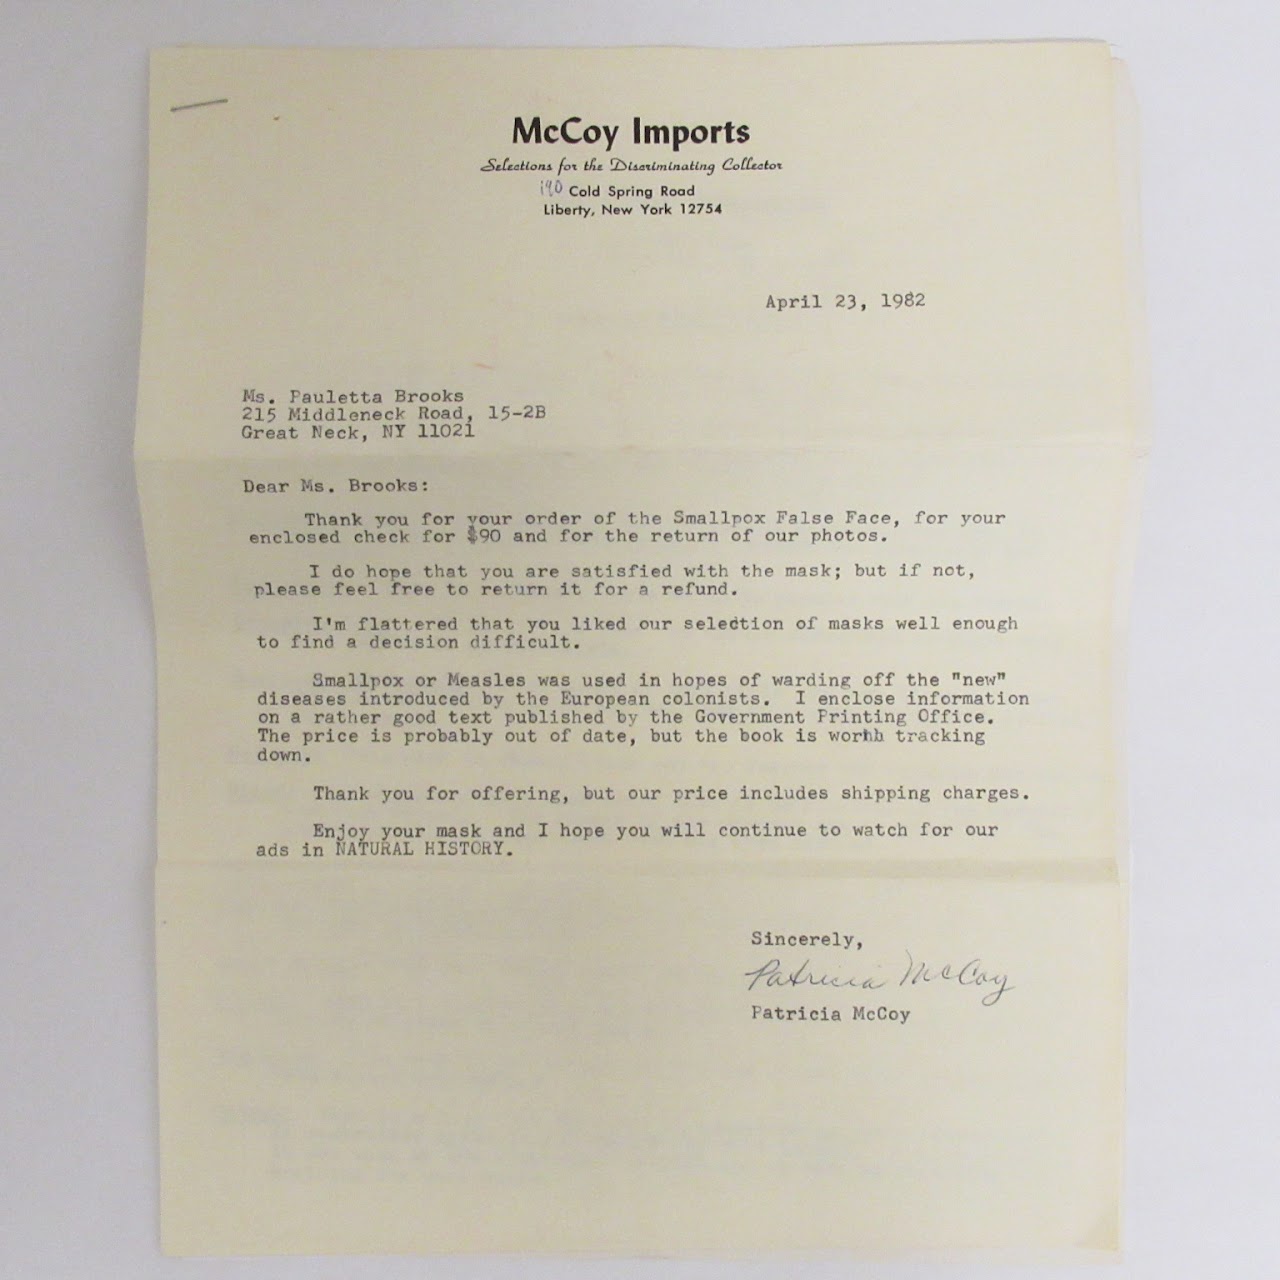 McCoy Imports
Selections for the Discriminating Collector
190 Cold Spring Road
Liberty, New York 12754
April 23, 1982
Ms. Pauletta Brooks
215 Middleneck Road, 15-2B
Great Neck, NY 11021
Dear Ms. Brooks:
Thank you for your order of the Smallpox False Face, for your
enclosed check for $90 and for the return of our photos.
I do hope that you are satisfied with the mask; but if not,
please feel free to return it for a refund.
I'm flattered that you liked our selection of masks well enough
to find a decision difficult.
Smallpox or Measles was used in hopes of warding off the "new"
diseases introduced by the European colonists. I enclose information
on a rather good text published by the Government Printing Office.
The price is probably out of date, but the book is worth tracking
down.
Thank you for offering, but our price includes shipping charges.
Enjoy your mask and I hope you will continue to watch for our
ads in NATURAL HISTORY.
Sincerely,
Patricia McCoy
Patricia McCoy